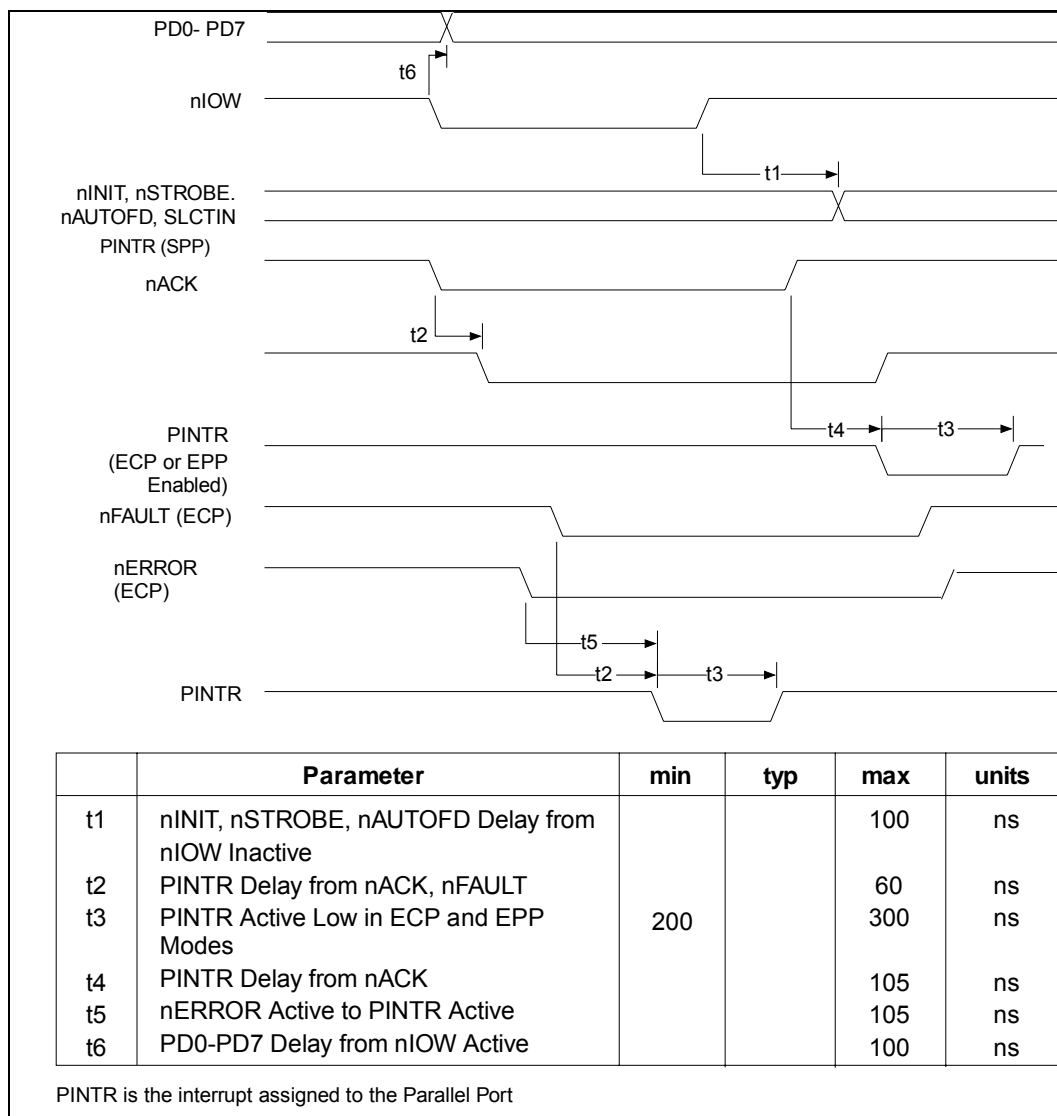 PD0- PD7
t6
nIOW
t1
nINIT, nSTROBE.
nAUTOFD, SLCTIN
PINTR (SPP)
nACK
t2
PINTR
(ECP or EPP
Enabled)
t4
t3
nFAULT (ECP)
nERROR
(ECP)
t5
t2
t3
PINTR
Parameter min typ max units
t1 nINIT, nSTROBE, nAUTOFD Delay from 100 ns
nIOW Inactive
t2 PINTR Delay from nACK, nFAULT 60 ns
t3 PINTR Active Low in ECP and EPP 200 300 ns
Modes
t4 PINTR Delay from nACK 105 ns
t5 nERROR Active to PINTR Active 105 ns
t6 PD0-PD7 Delay from nIOW Active 100 ns
PINTR is the interrupt assigned to the Parallel Port